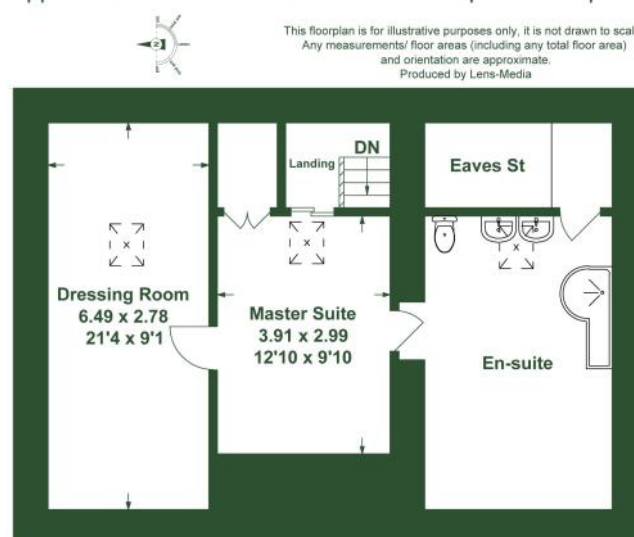 This floorplan is for illustrative purposes only, it is not drawn to scal
Any measurements/ floor areas (including any total floor area)
and orientation are approximate.
Produced by Lens-Media
N
DN
Landing
Eaves St
Dressing Room
6.49 x 2.78
21'4 x 9'1
Master Suite
3.91 x 2.99
12'10 x 9'10
En-suite